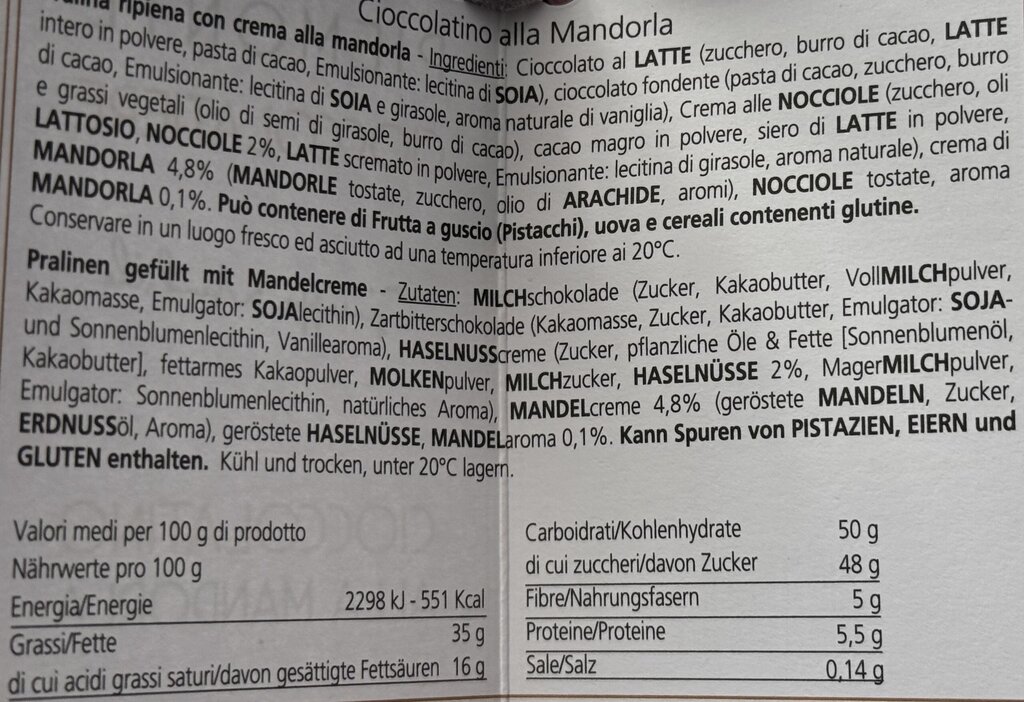 Cioccolatino alla Mandorla
ripiena con crema alla mandorla - Ingredienti: Cioccolato al LATTE (zucchero, burro di cacao, LATTE
intero in polvere, pasta di cacao, Emulsionante: lecitina di SOIA), cioccolato fondente (pasta di cacao, zucchero, burro
di cacao, Emulsionante: lecitina di SOIA e girasole, aroma naturale di vaniglia), Crema alle NOCCIOLE (zucchero, oli
e grassi vegetali (olio di semi di girasole, burro di cacao), cacao magro in polvere, siero di LATTE in polvere,
LATTOSIO, NOCCIOLE 2%, LATTE scremato in polvere, Emulsionante: lecitina di girasole, aroma naturale), crema di
MANDORLA 4,8% (MANDORLE tostate, zucchero, olio di ARACHIDE, aromi), NOCCIOLE tostate, aroma
MANDORLA 0,1%. Può contenere di Frutta a guscio (Pistacchi), uova e cereali contenenti glutine.
Conservare in un luogo fresco ed asciutto ad una temperatura inferiore ai 20°C.
Pralinen gefüllt mit Mandelcreme - Zutaten: MILCHschokolade (Zucker, Kakaobutter, VollMILCHpulver,
Kakaomasse, Emulgator: SOJAlecithin), Zartbitterschokolade (Kakaomasse, Zucker, Kakaobutter, Emulgator: SOJA-
und Sonnenblumenlecithin, Vanillearoma), HASELNUSScreme (Zucker, pflanzliche Öle & Fette [Sonnenblumenöl,
Kakaobutter], fettarmes Kakaopulver, MOLKENpulver, MILCHzucker, HASELNÜSSE 2%, MagerMILCHpulver,
Emulgator: Sonnenblumenlecithin, natürliches Aroma), MANDELcreme 4,8% (geröstete MANDELN, Zucker,
ERDNUSSöl, Aroma), geröstete HASELNÜSSE, MANDELaroma 0,1%. Kann Spuren von PISTAZIEN, EIERN und
GLUTEN enthalten. Kühl und trocken, unter 20°C lagern.
Valori medi per 100 g di prodotto
Nährwerte pro 100 g
Energia/Energie 2298 kJ - 551 Kcal
Grassi/Fette 35 g
di cui acidi grassi saturi/davon gesättigte Fettsäuren 16 g
Carboidrati/Kohlenhydrate 50 g
di cui zuccheri/davon Zucker 48 g
Fibre/Nahrungsfasern 5 g
Proteine/Proteine 5,5 g
Sale/Salz 0,14 g